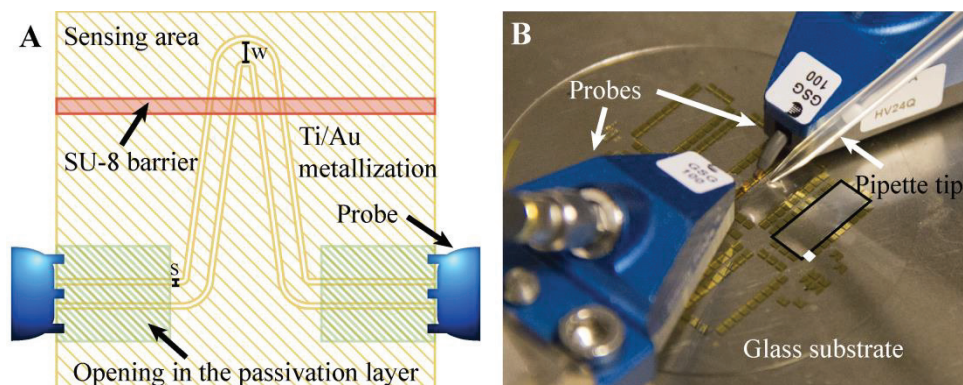 A
Sensing area
W
SU-8 barrier
Ti/Au
metallization
Probe
s
Opening in the passivation layer
B
Probes
GSG
100
HV24Q
GSG
100
Pipette tip
Glass substrate